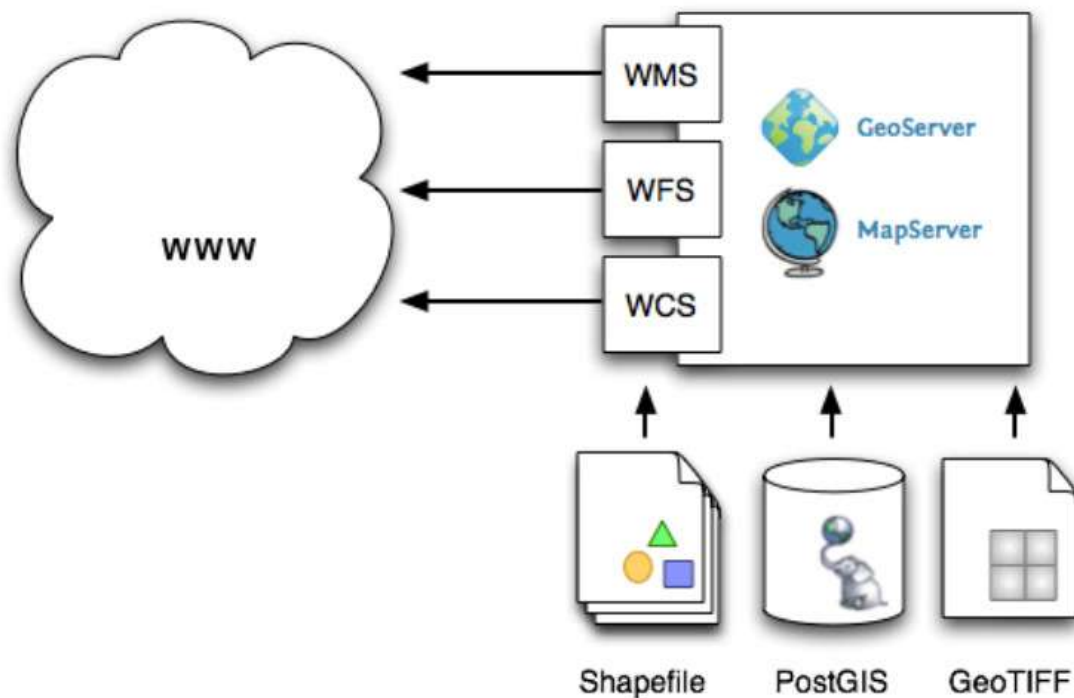 WMS
GeoServer
WFS
MapServer
www
WCS
Shapefile PostGIS GeoTIFF